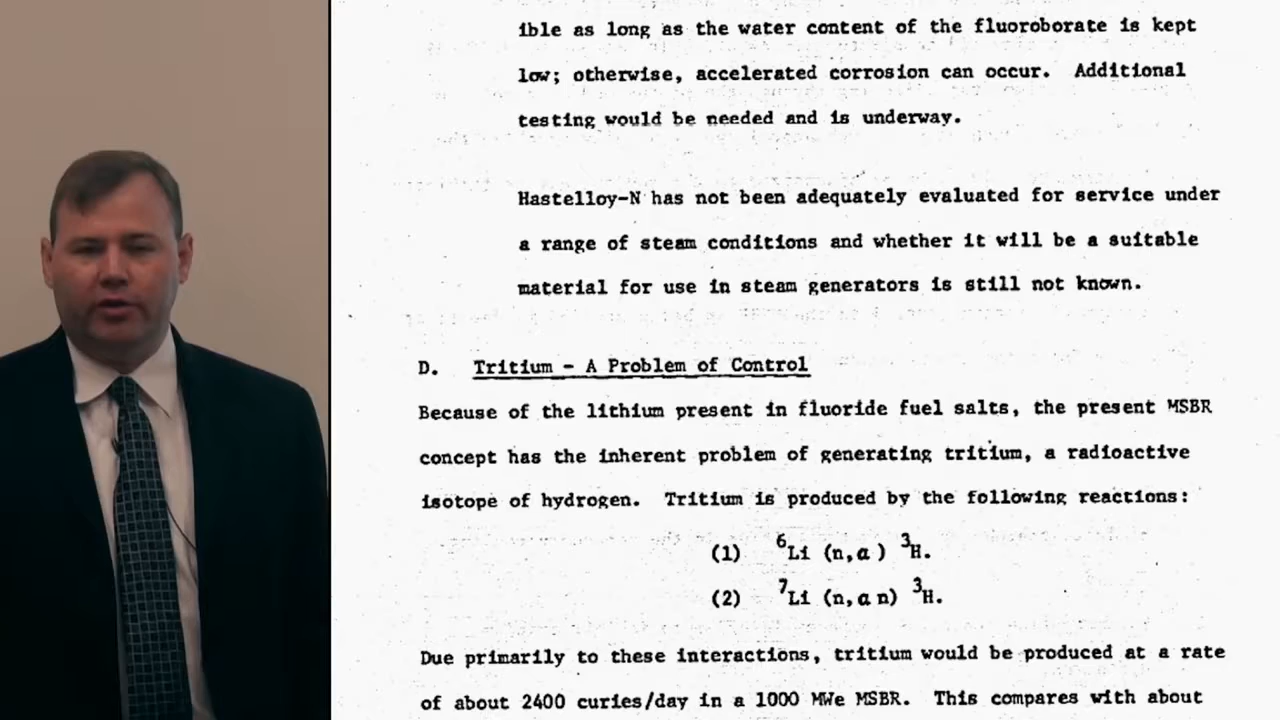 ible as long as the water content of the fluoroborate is kept
low; otherwise, accelerated corrosion can occur. Additional
testing would be needed and is underway.
Hastelloy-N has not been adequately evaluated for service under
a range of steam conditions and whether it will be a suitable
material for use in steam generators is still not known.
D. Tritium - A Problem of Control
Because of the lithium present in fluoride fuel salts, the present MSBR
concept has the inherent problem of generating tritium, a radioactive
isotope of hydrogen. Tritium is produced by the following reactions:
(1) ⁶Li (n,α) ³H.
(2) ⁷Li (n,αn) ³H.
Due primarily to these interactions, tritium would be produced at a rate
of about 2400 curies/day in a 1000 MWe MSBR. This compares with about